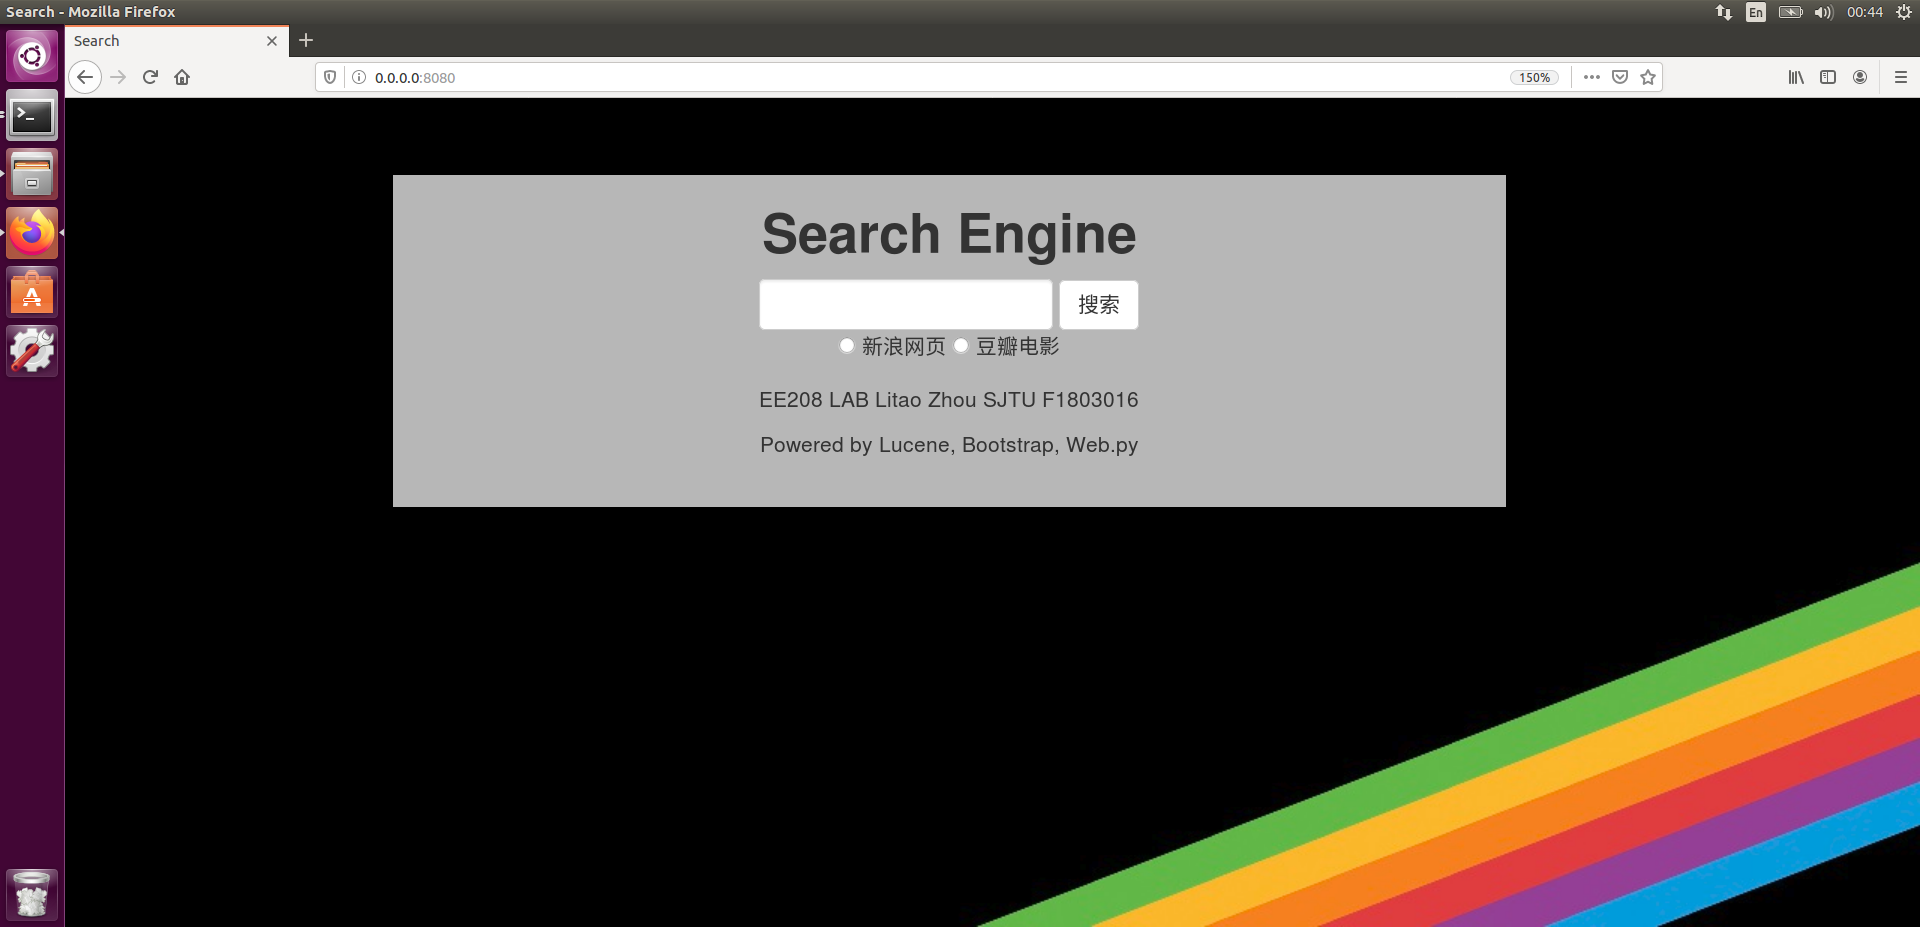 Search - Mozilla Firefox
En
00:44
Search
0.0.0.0:8080
150%
Search Engine
搜索
新浪网页 豆瓣电影
EE208 LAB Litao Zhou SJTU F1803016
Powered by Lucene, Bootstrap, Web.py